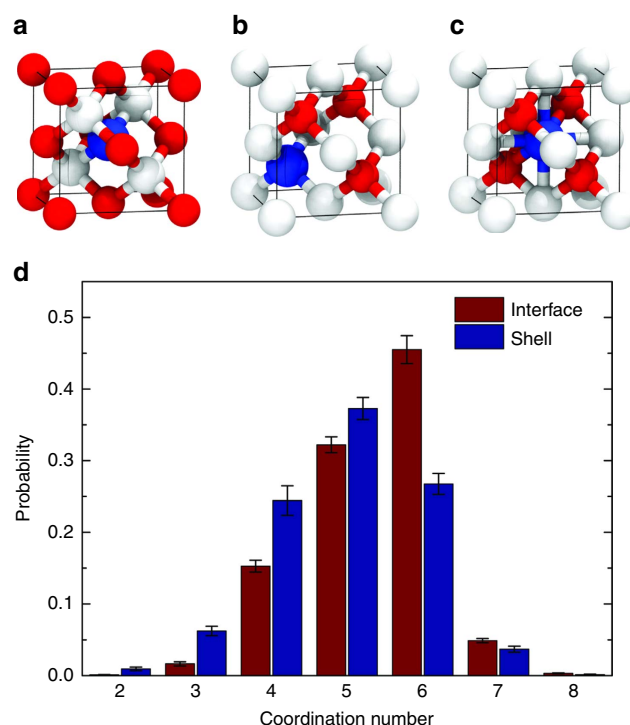 a b c
d
0.5
0.4
0.3
0.2
0.1
0.0
Probability
Interface
Shell
2 3 4 5 6 7 8
Coordination number